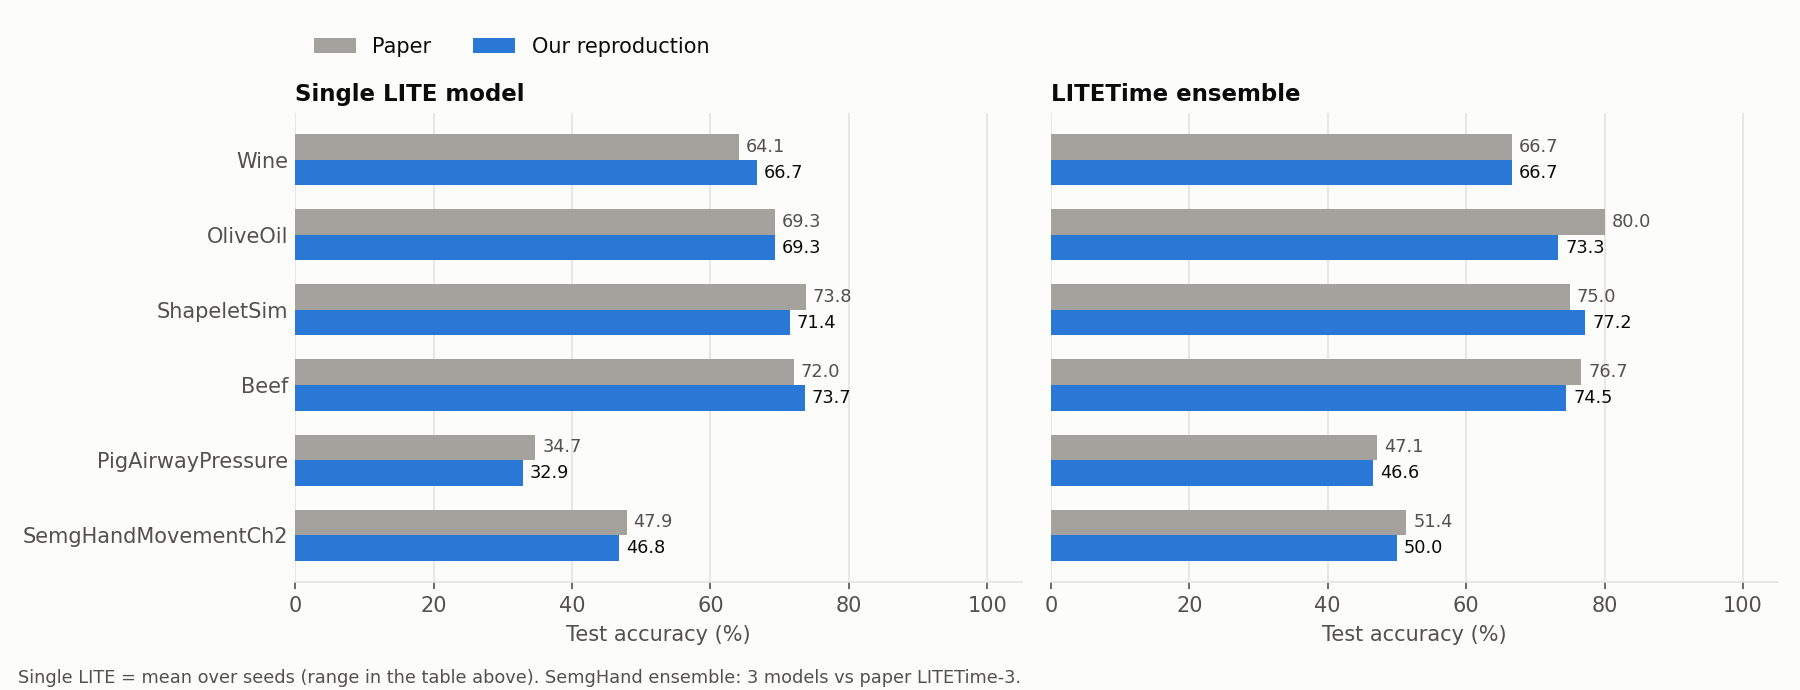 Paper Our reproduction
Single LITE model
LITETime ensemble
Wine
64.1
66.7
66.7
66.7
OliveOil
69.3
69.3
80.0
73.3
ShapeletSim
73.8
71.4
75.0
77.2
Beef
72.0
73.7
76.7
74.5
PigAirwayPressure
34.7
32.9
47.1
46.6
SemgHandMovementCh2
47.9
46.8
51.4
50.0
0 20 40 60 80 100
0 20 40 60 80 100
Test accuracy (%)
Test accuracy (%)
Single LITE = mean over seeds (range in the table above). SemgHand ensemble: 3 models vs paper LITETime-3.